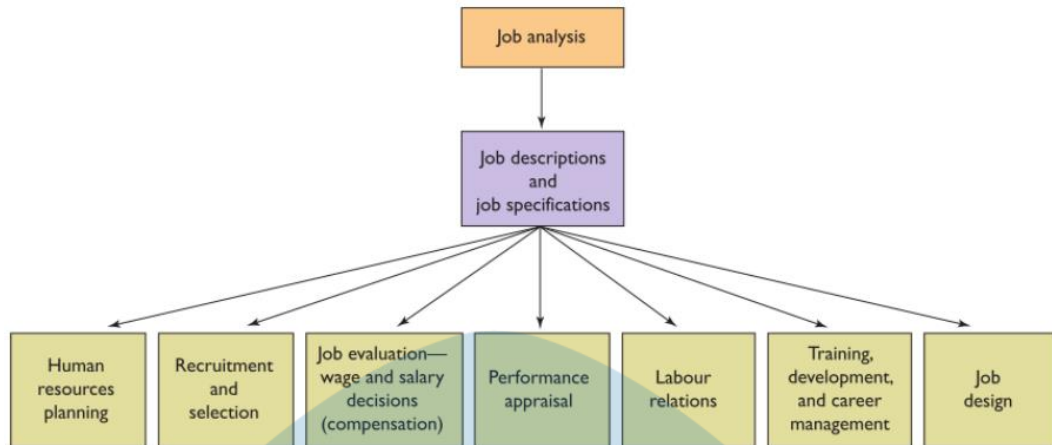 Job analysis
Job descriptions
and
job specifications
Human
resources
planning
Recruitment
and
selection
Job evaluation—
wage and salary
decisions
(compensation)
Performance
appraisal
Labour
relations
Training,
development,
and career
management
Job
design